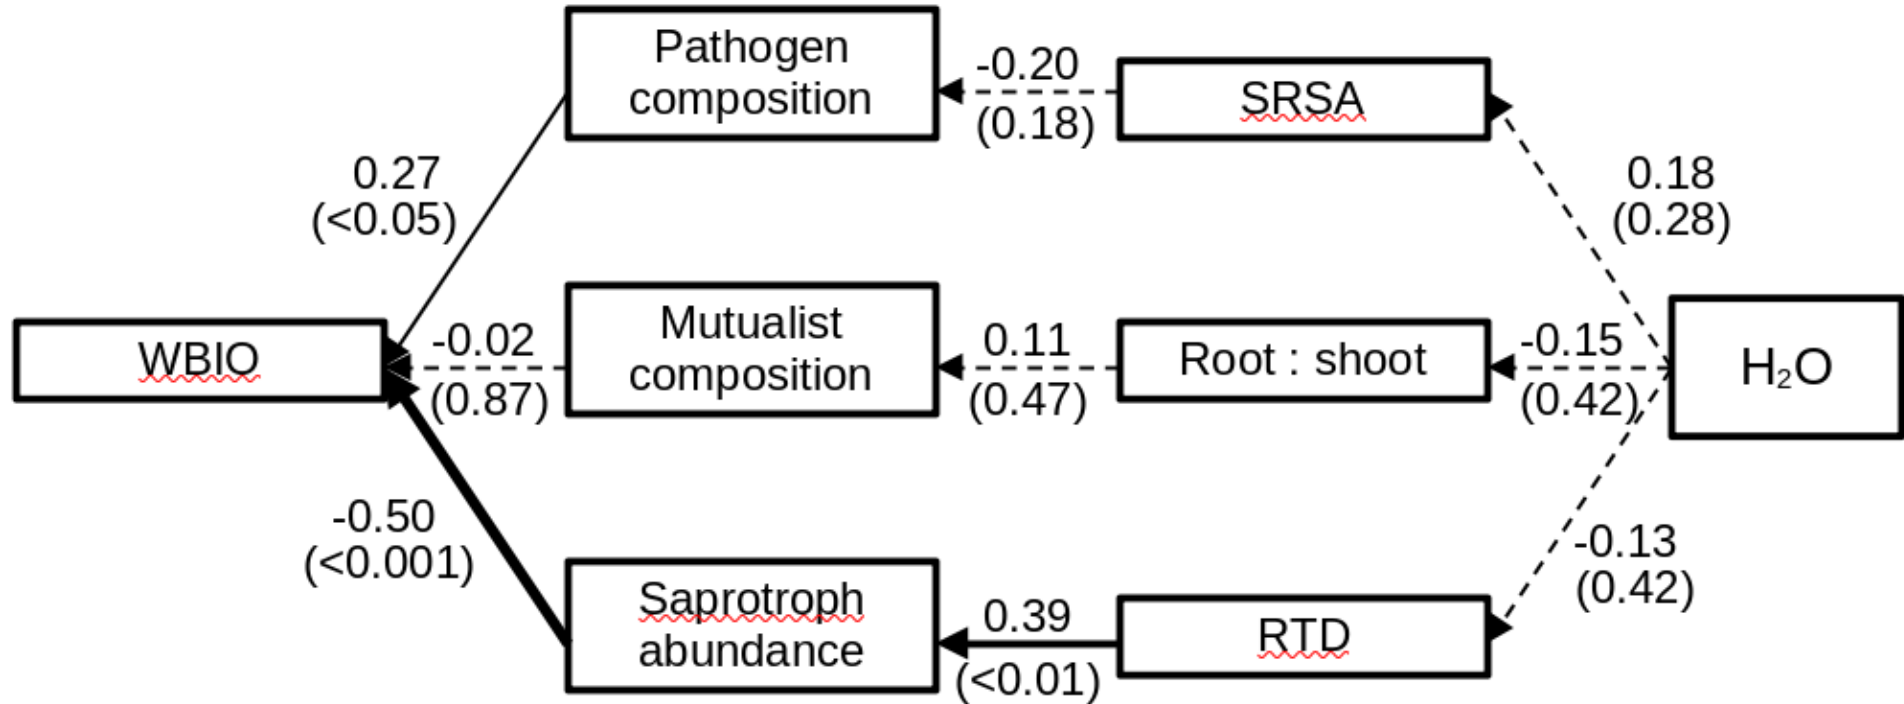 Pathogen
composition
-0.20
(0.18)
SRSA
0.27
(<0.05)
0.18
(0.28)
WBIO
-0.02
(0.87)
Mutualist
composition
0.11
(0.47)
Root : shoot
-0.15
(0.42)
H₂O
-0.50
(<0.001)
Saprotroph
abundance
0.39
(<0.01)
RTD
-0.13
(0.42)